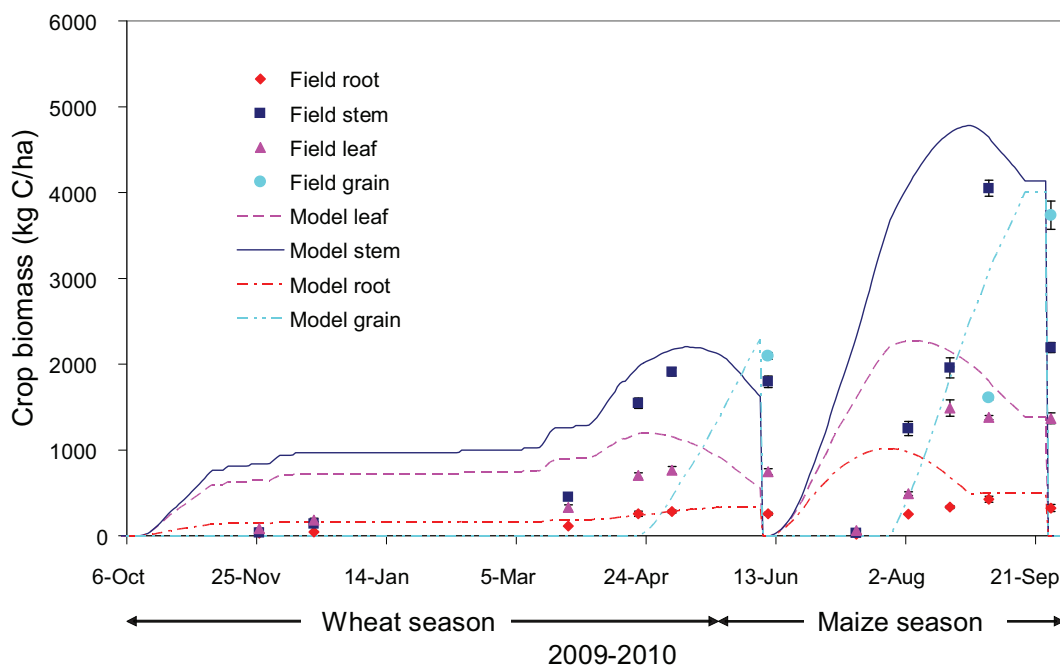 6000
5000
4000
3000
2000
1000
0
Crop biomass (kg C/ha)
Field root
Field stem
Field leaf
Field grain
Model leaf
Model stem
Model root
Model grain
6-Oct 25-Nov 14-Jan 5-Mar 24-Apr 13-Jun 2-Aug 21-Sep
Wheat season Maize season
2009-2010